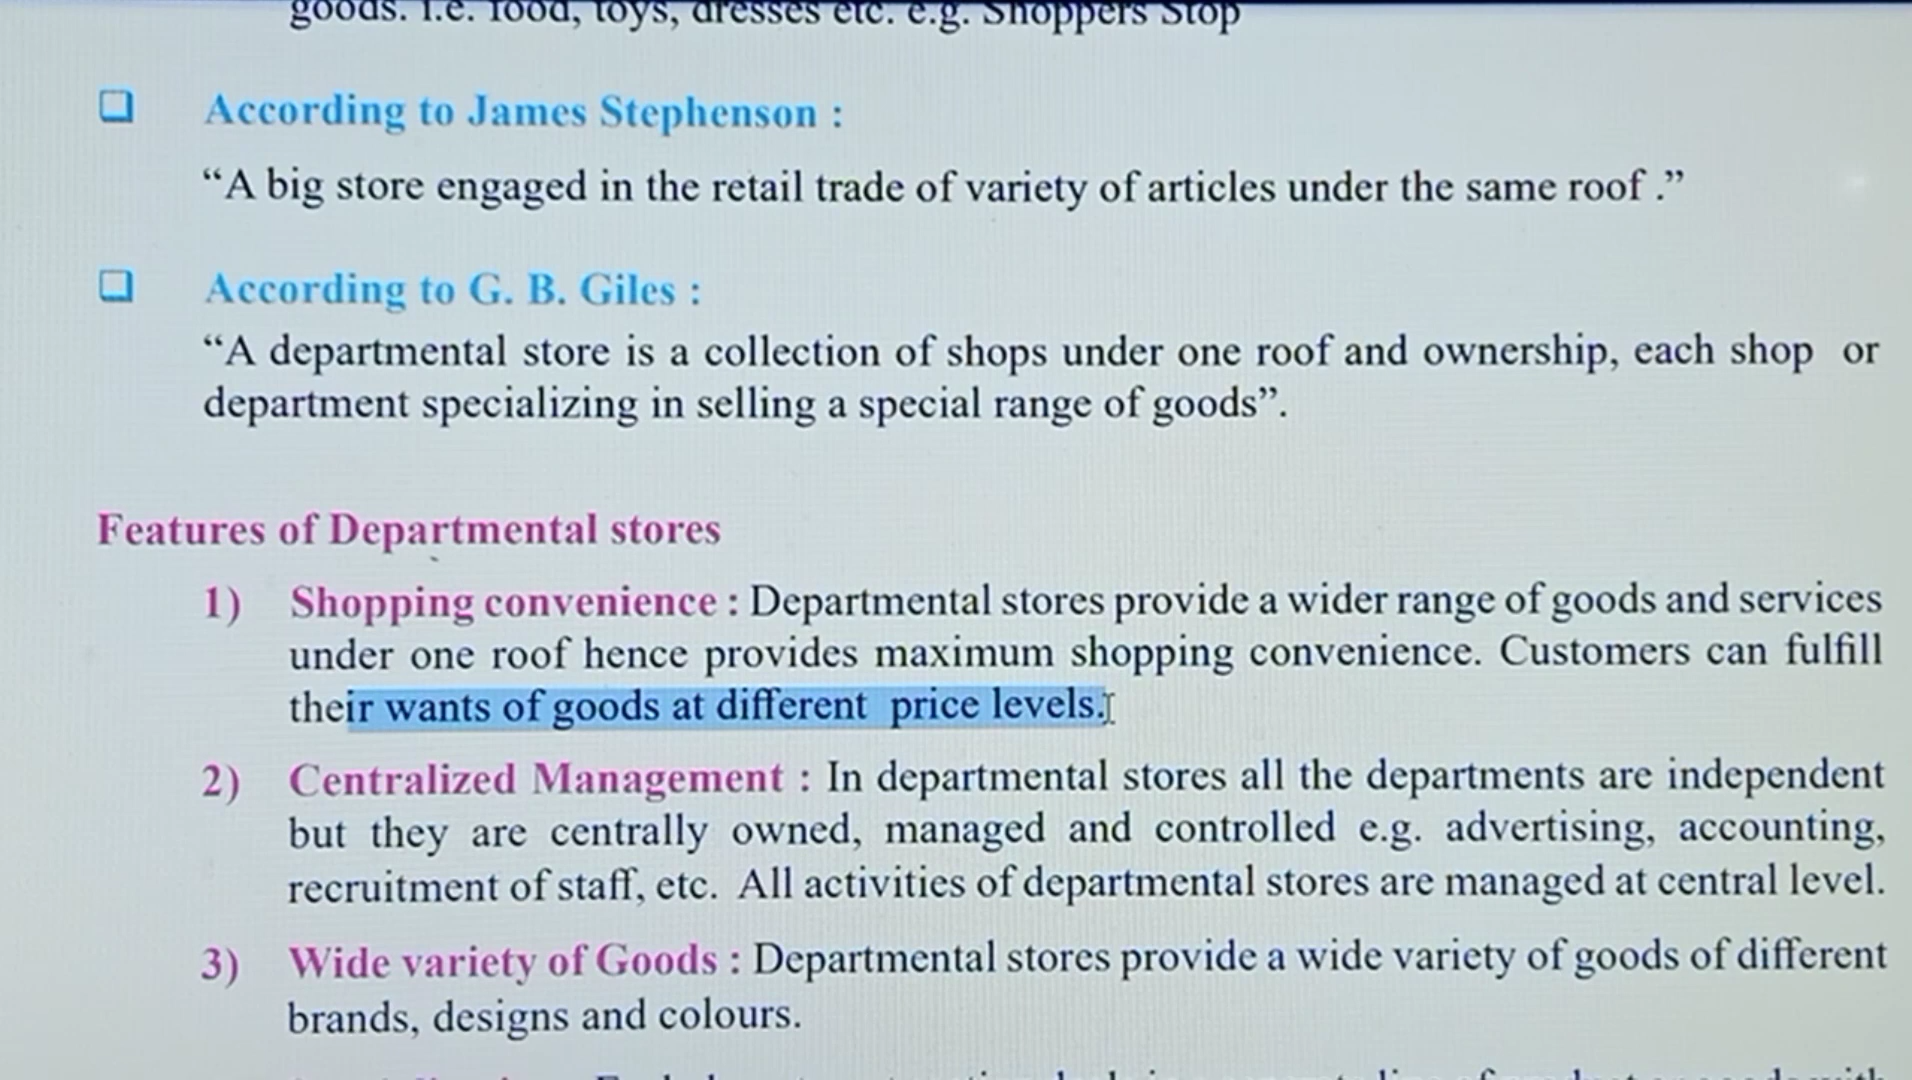 goods. i.e. food, toys, dresses etc. e.g. Shoppers Stop
According to James Stephenson :
“A big store engaged in the retail trade of variety of articles under the same roof .”
According to G. B. Giles :
“A departmental store is a collection of shops under one roof and ownership, each shop or
department specializing in selling a special range of goods”.
Features of Departmental stores
1) Shopping convenience : Departmental stores provide a wider range of goods and services
under one roof hence provides maximum shopping convenience. Customers can fulfill
their wants of goods at different price levels.
2) Centralized Management : In departmental stores all the departments are independent
but they are centrally owned, managed and controlled e.g. advertising, accounting,
recruitment of staff, etc. All activities of departmental stores are managed at central level.
3) Wide variety of Goods : Departmental stores provide a wide variety of goods of different
brands, designs and colours.